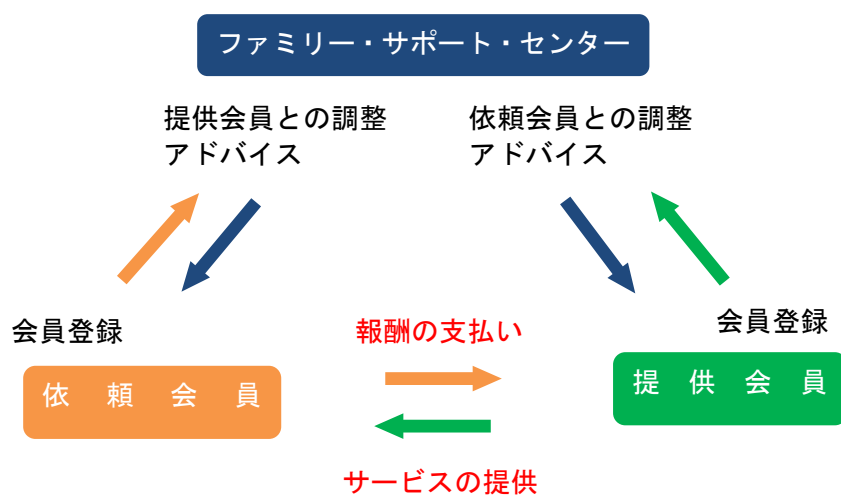 ファミリー・サポート・センター
提供会員との調整
アドバイス
依頼会員との調整
アドバイス
会員登録
報酬の支払い
会員登録
依頼会員
提供会員
サービスの提供